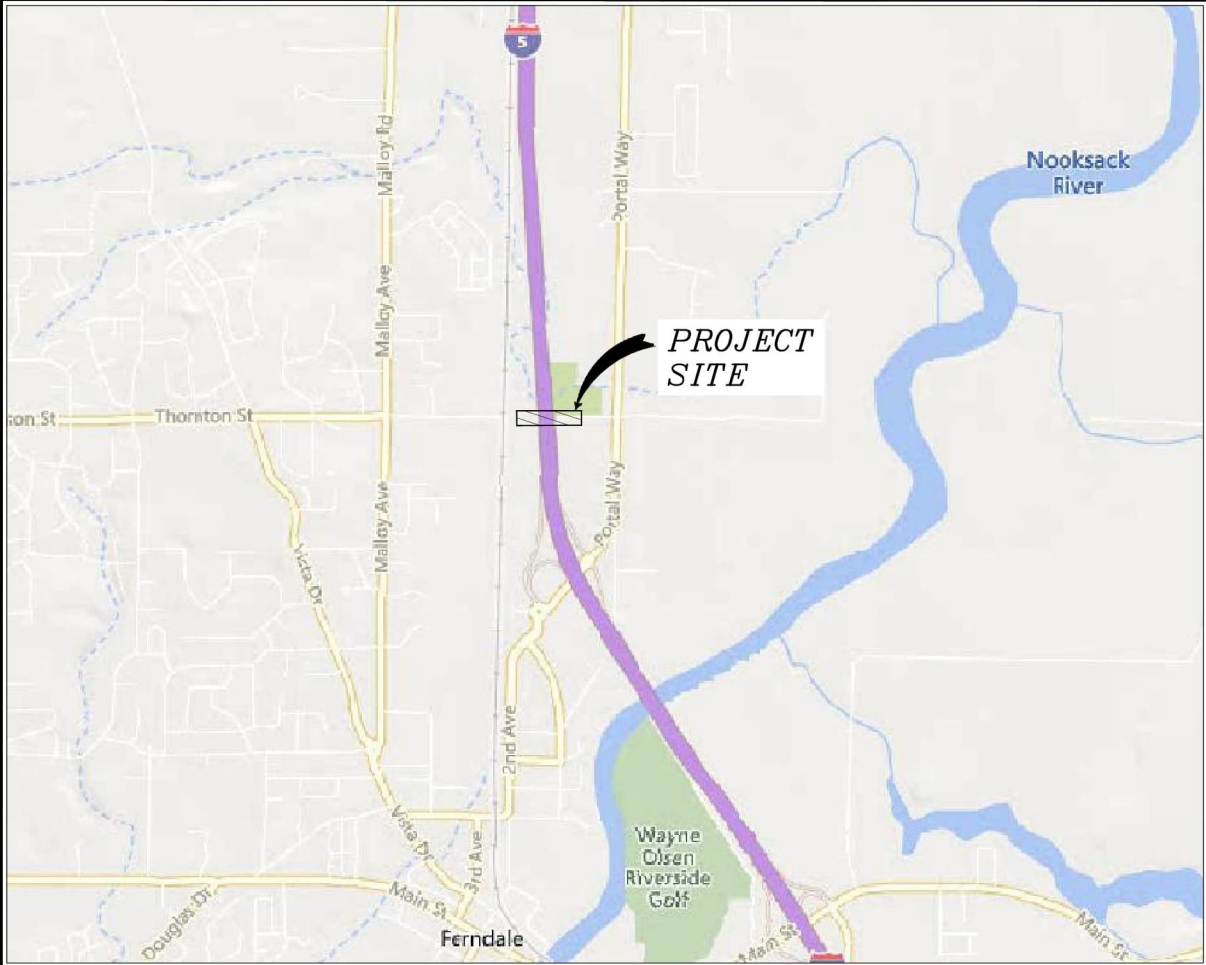 5
Malloy Rd
Portal Way
Nooksack
River
Malloy Ave
PROJECT
SITE
son St
Thornton St
Malloy Ave
Portal Way
Vista Dr
2nd Ave
Vista Dr
3rd Ave
Wayne
Olsen
Riverside
Golf
Main St
Douglas Dr
Ferndale
Main St
Main St